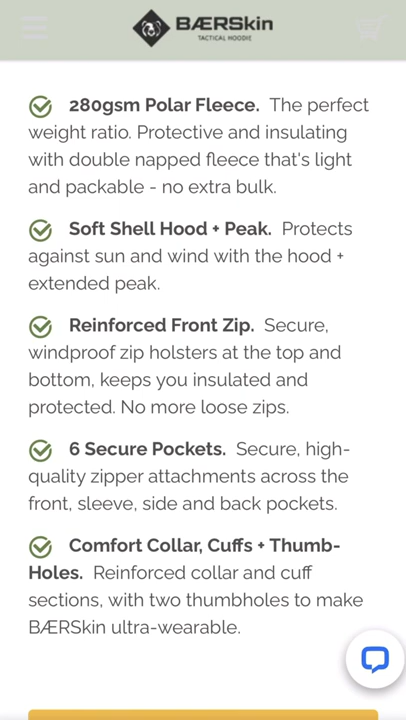 BÆRSkin
TACTICAL HOODIE
280gsm Polar Fleece. The perfect
weight ratio. Protective and insulating
with double napped fleece that's light
and packable - no extra bulk.
Soft Shell Hood + Peak. Protects
against sun and wind with the hood +
extended peak.
Reinforced Front Zip. Secure,
windproof zip holsters at the top and
bottom, keeps you insulated and
protected. No more loose zips.
6 Secure Pockets. Secure, high-
quality zipper attachments across the
front, sleeve, side and back pockets.
Comfort Collar, Cuffs + Thumb-
Holes. Reinforced collar and cuff
sections, with two thumbholes to make
BÆRSkin ultra-wearable.